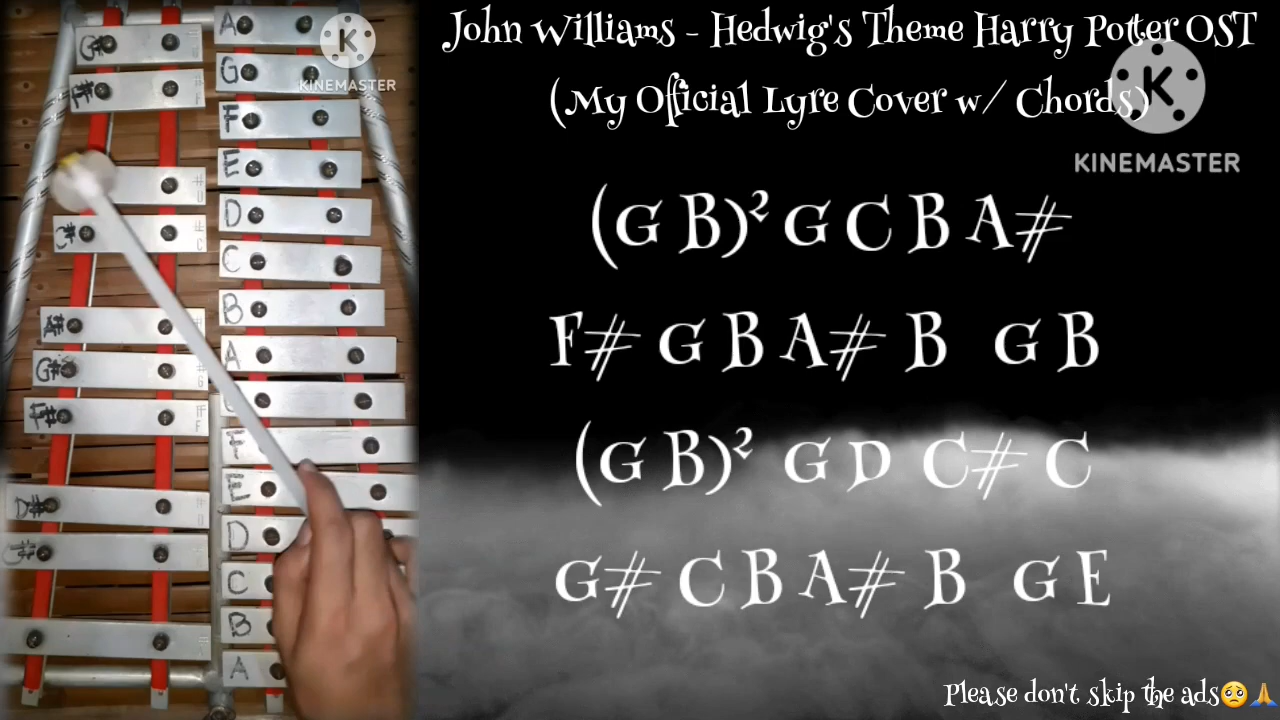 John Williams - Hedwig's Theme Harry Potter OST
(My Official Lyre Cover w/ Chords)
KINEMASTER
KINEMASTER
(G B)² G C B A#
F# G B A# B G B
(G B)² G D C# C
G# C B A# B G E
Please don't skip the ads🥺🙏
A
G
F
E
D
C
B
A
F
E
D
C
B
A